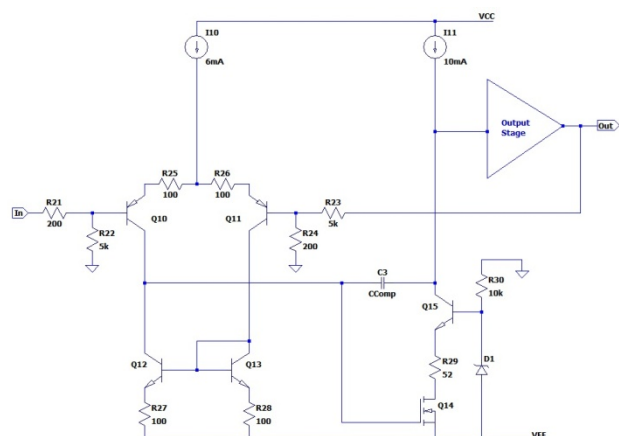 VCC
I10
6mA
I11
10mA
Output
Stage
Out
R25
100
R26
100
In
R21
200
R22
5k
Q10
Q11
R23
5k
R24
200
C3
CComp
R30
10k
Q15
Q12
Q13
R29
52
D1
Q14
R27
100
R28
100
VEE